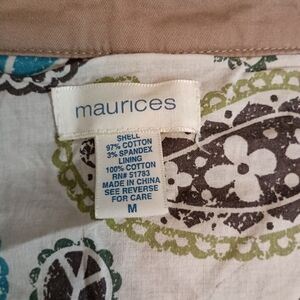 maurices
SHELL
97% COTTON
3% SPANDEX
LINING
100% COTTON
RN# 51783
MADE IN CHINA
SEE REVERSE
FOR CARE
M